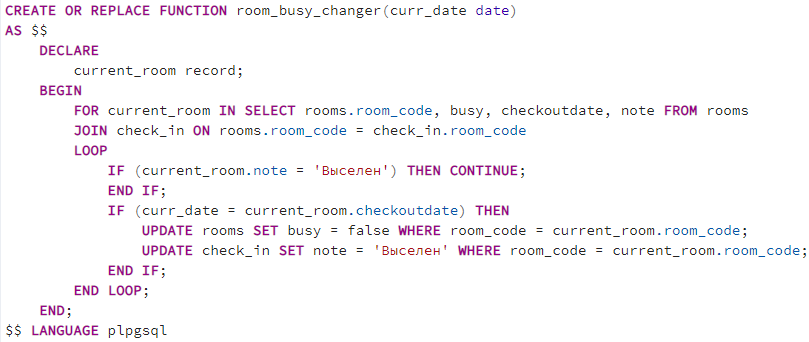 CREATE OR REPLACE FUNCTION room_busy_changer(curr_date date)
AS $$
    DECLARE
        current_room record;
    BEGIN
        FOR current_room IN SELECT rooms.room_code, busy, checkoutdate, note FROM rooms
        JOIN check_in ON rooms.room_code = check_in.room_code
        LOOP
            IF (current_room.note = 'Выселен') THEN CONTINUE;
            END IF;
            IF (curr_date = current_room.checkoutdate) THEN
                UPDATE rooms SET busy = false WHERE room_code = current_room.room_code;
                UPDATE check_in SET note = 'Выселен' WHERE room_code = current_room.room_code;
            END IF;
        END LOOP;
    END;
$$ LANGUAGE plpgsql